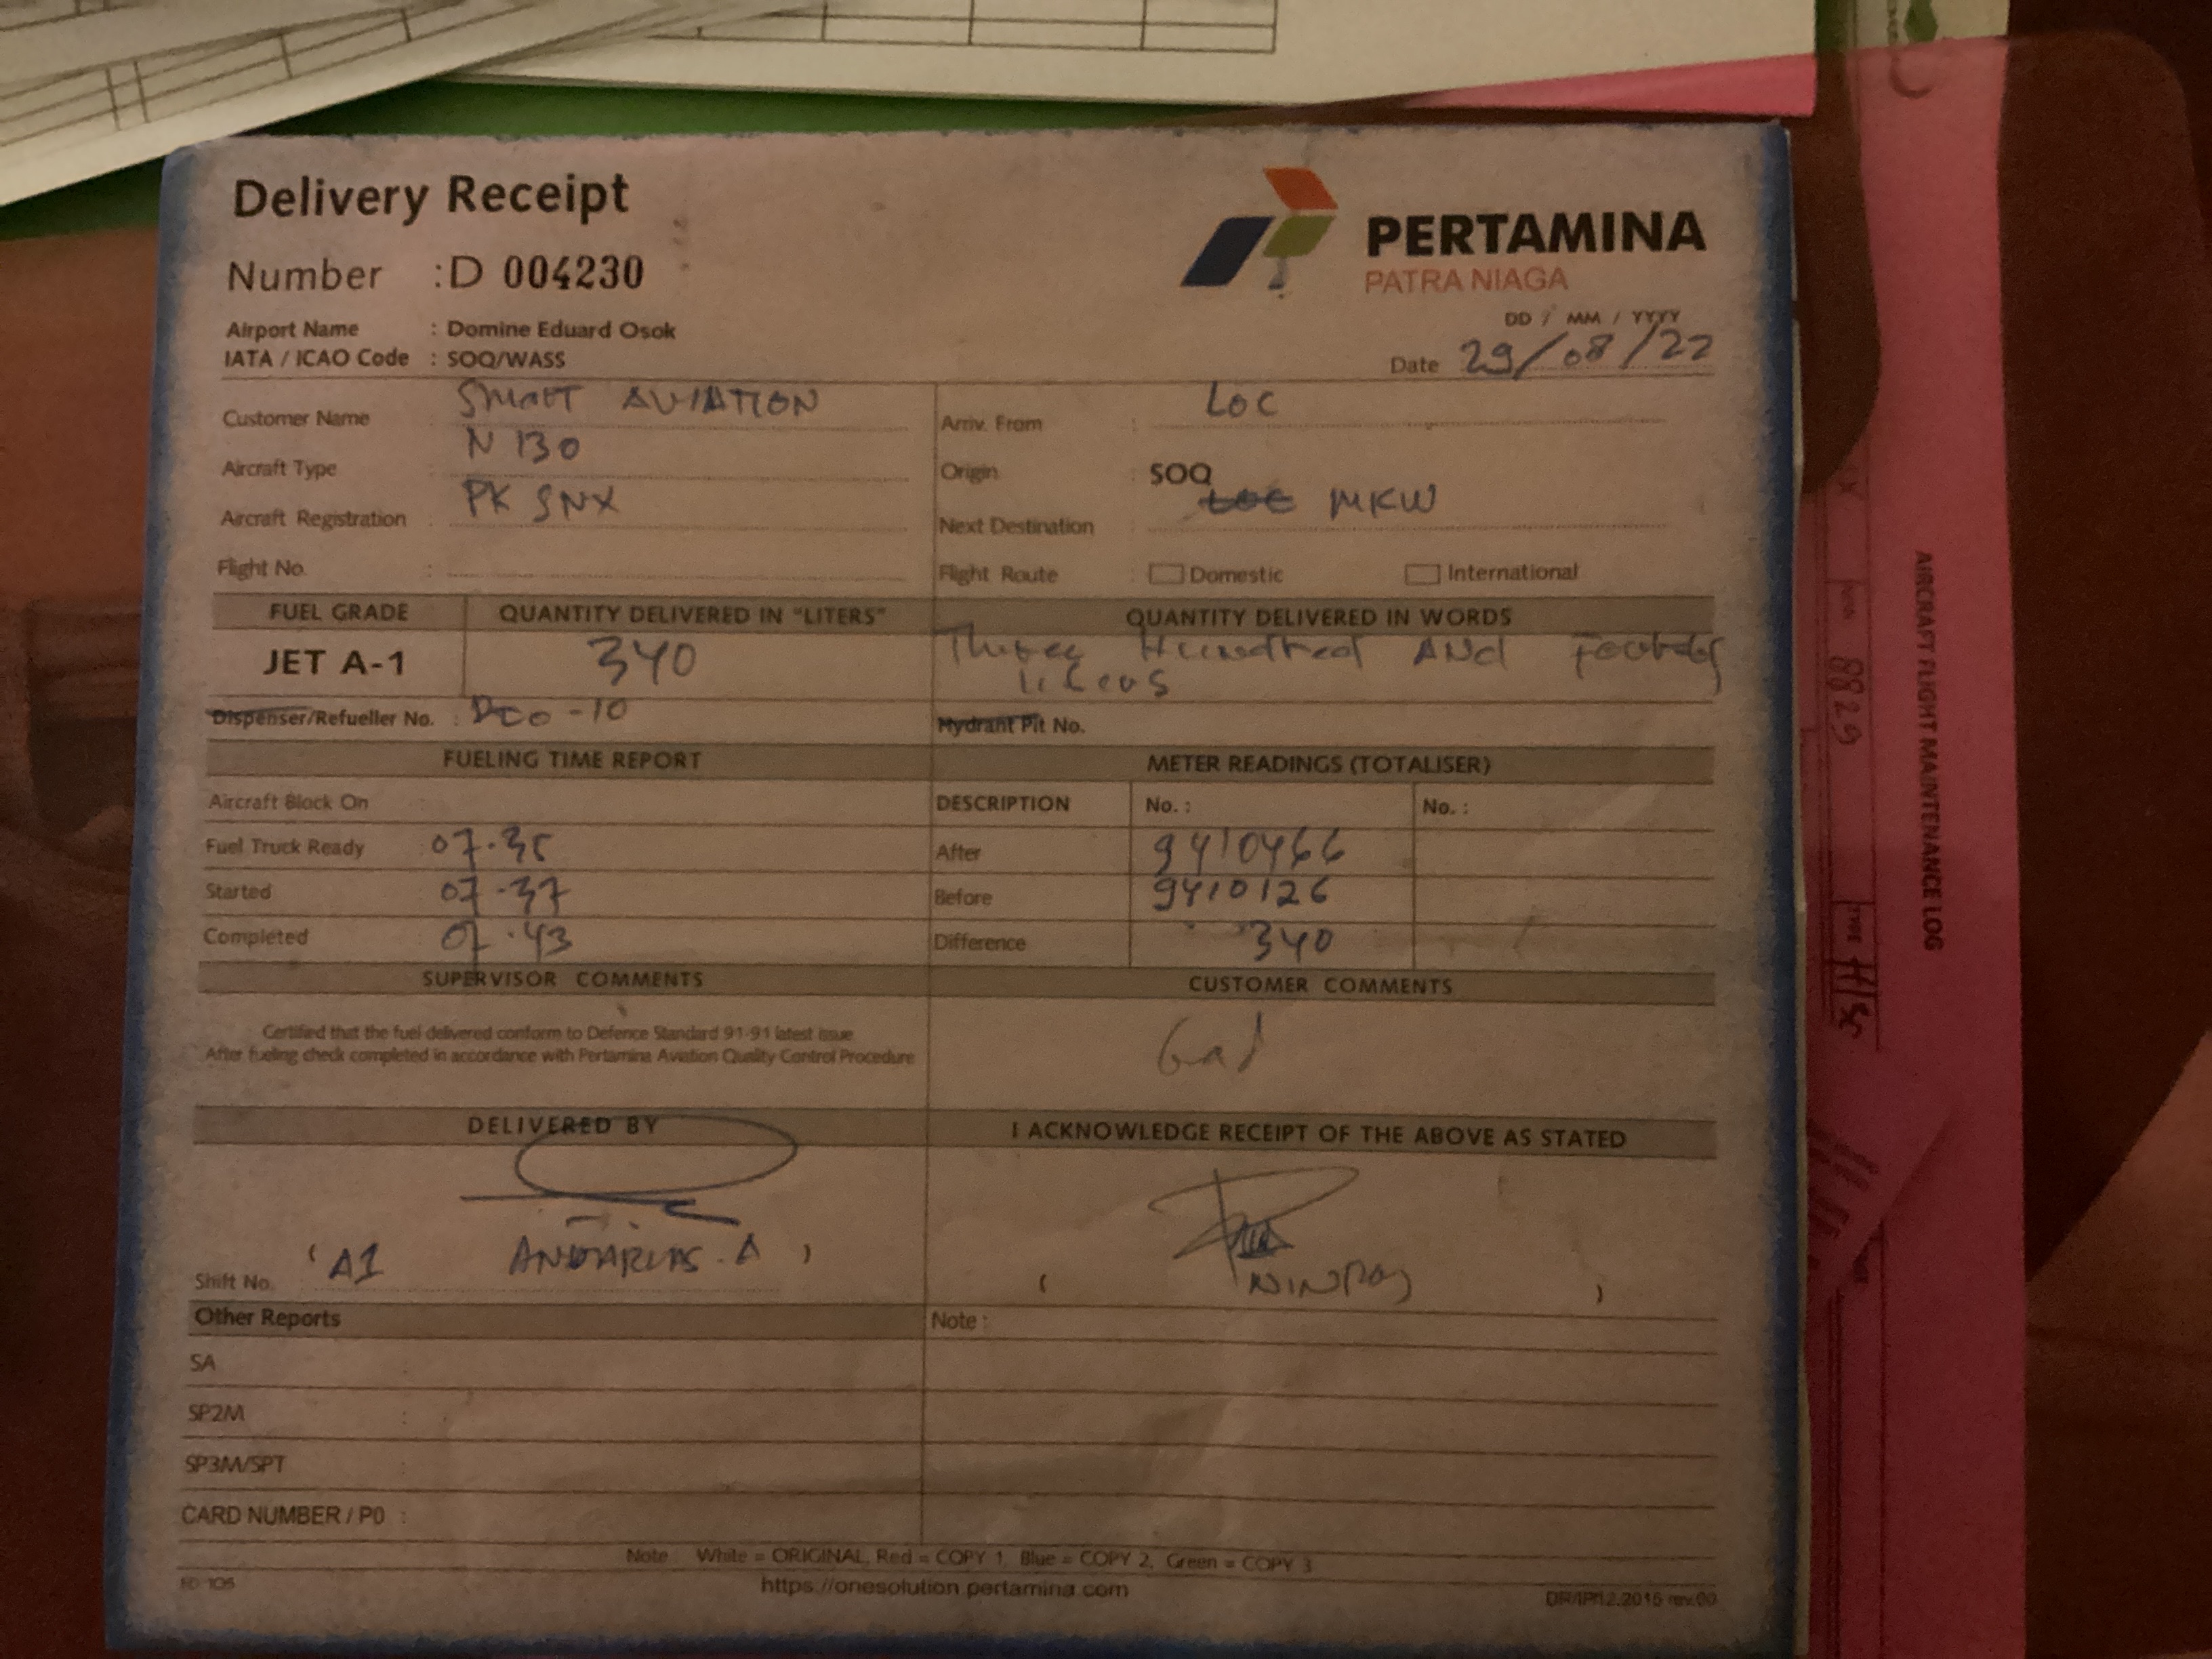 Delivery Receipt
Number : D 004230
PERTAMINA
PATRA NIAGA
Airport Name : Domine Eduard Osok
IATA / ICAO Code : SOQ/WASS
DD / MM / YYYY
Date 29/08/22
Customer Name SMART AVIATION
Aircraft Type : N 130
Aircraft Registration : PK SNX
Flight No. :
Arriv. From : LOC
Origin : SOQ
Next Destination : LOC MKW
Flight Route : Domestic International
FUEL GRADE QUANTITY DELIVERED IN "LITERS" QUANTITY DELIVERED IN WORDS
JET A-1 340 Hundred AND
Dispenser/Refueller No. : -10 Hydrant Pit No.
FUELING TIME REPORT METER READINGS (TOTALISER)
Aircraft Block On : DESCRIPTION No. : No. :
Fuel Truck Ready : 07.35 After 9410466
Started 07.37 Before 9410126
Completed 07.43 Difference 340
SUPERVISOR COMMENTS CUSTOMER COMMENTS
Certified that the fuel delivered conform to Defence Standard 91-91 latest issue
After fueling check completed in accordance with Pertamina Aviation Quality Control Procedure
DELIVERED BY I ACKNOWLEDGE RECEIPT OF THE ABOVE AS STATED
Shift No. ( A1 A )
( )
Other Reports Note :
SA
SP2M :
SP3M/SPT :
CARD NUMBER / P0 :
Note : White = ORIGINAL, Red = COPY 1, Blue = COPY 2, Green = COPY 3
FD-105 https://onesolution.pertamina.com
AIRCRAFT FLIGHT MAINTENANCE LOG
8829